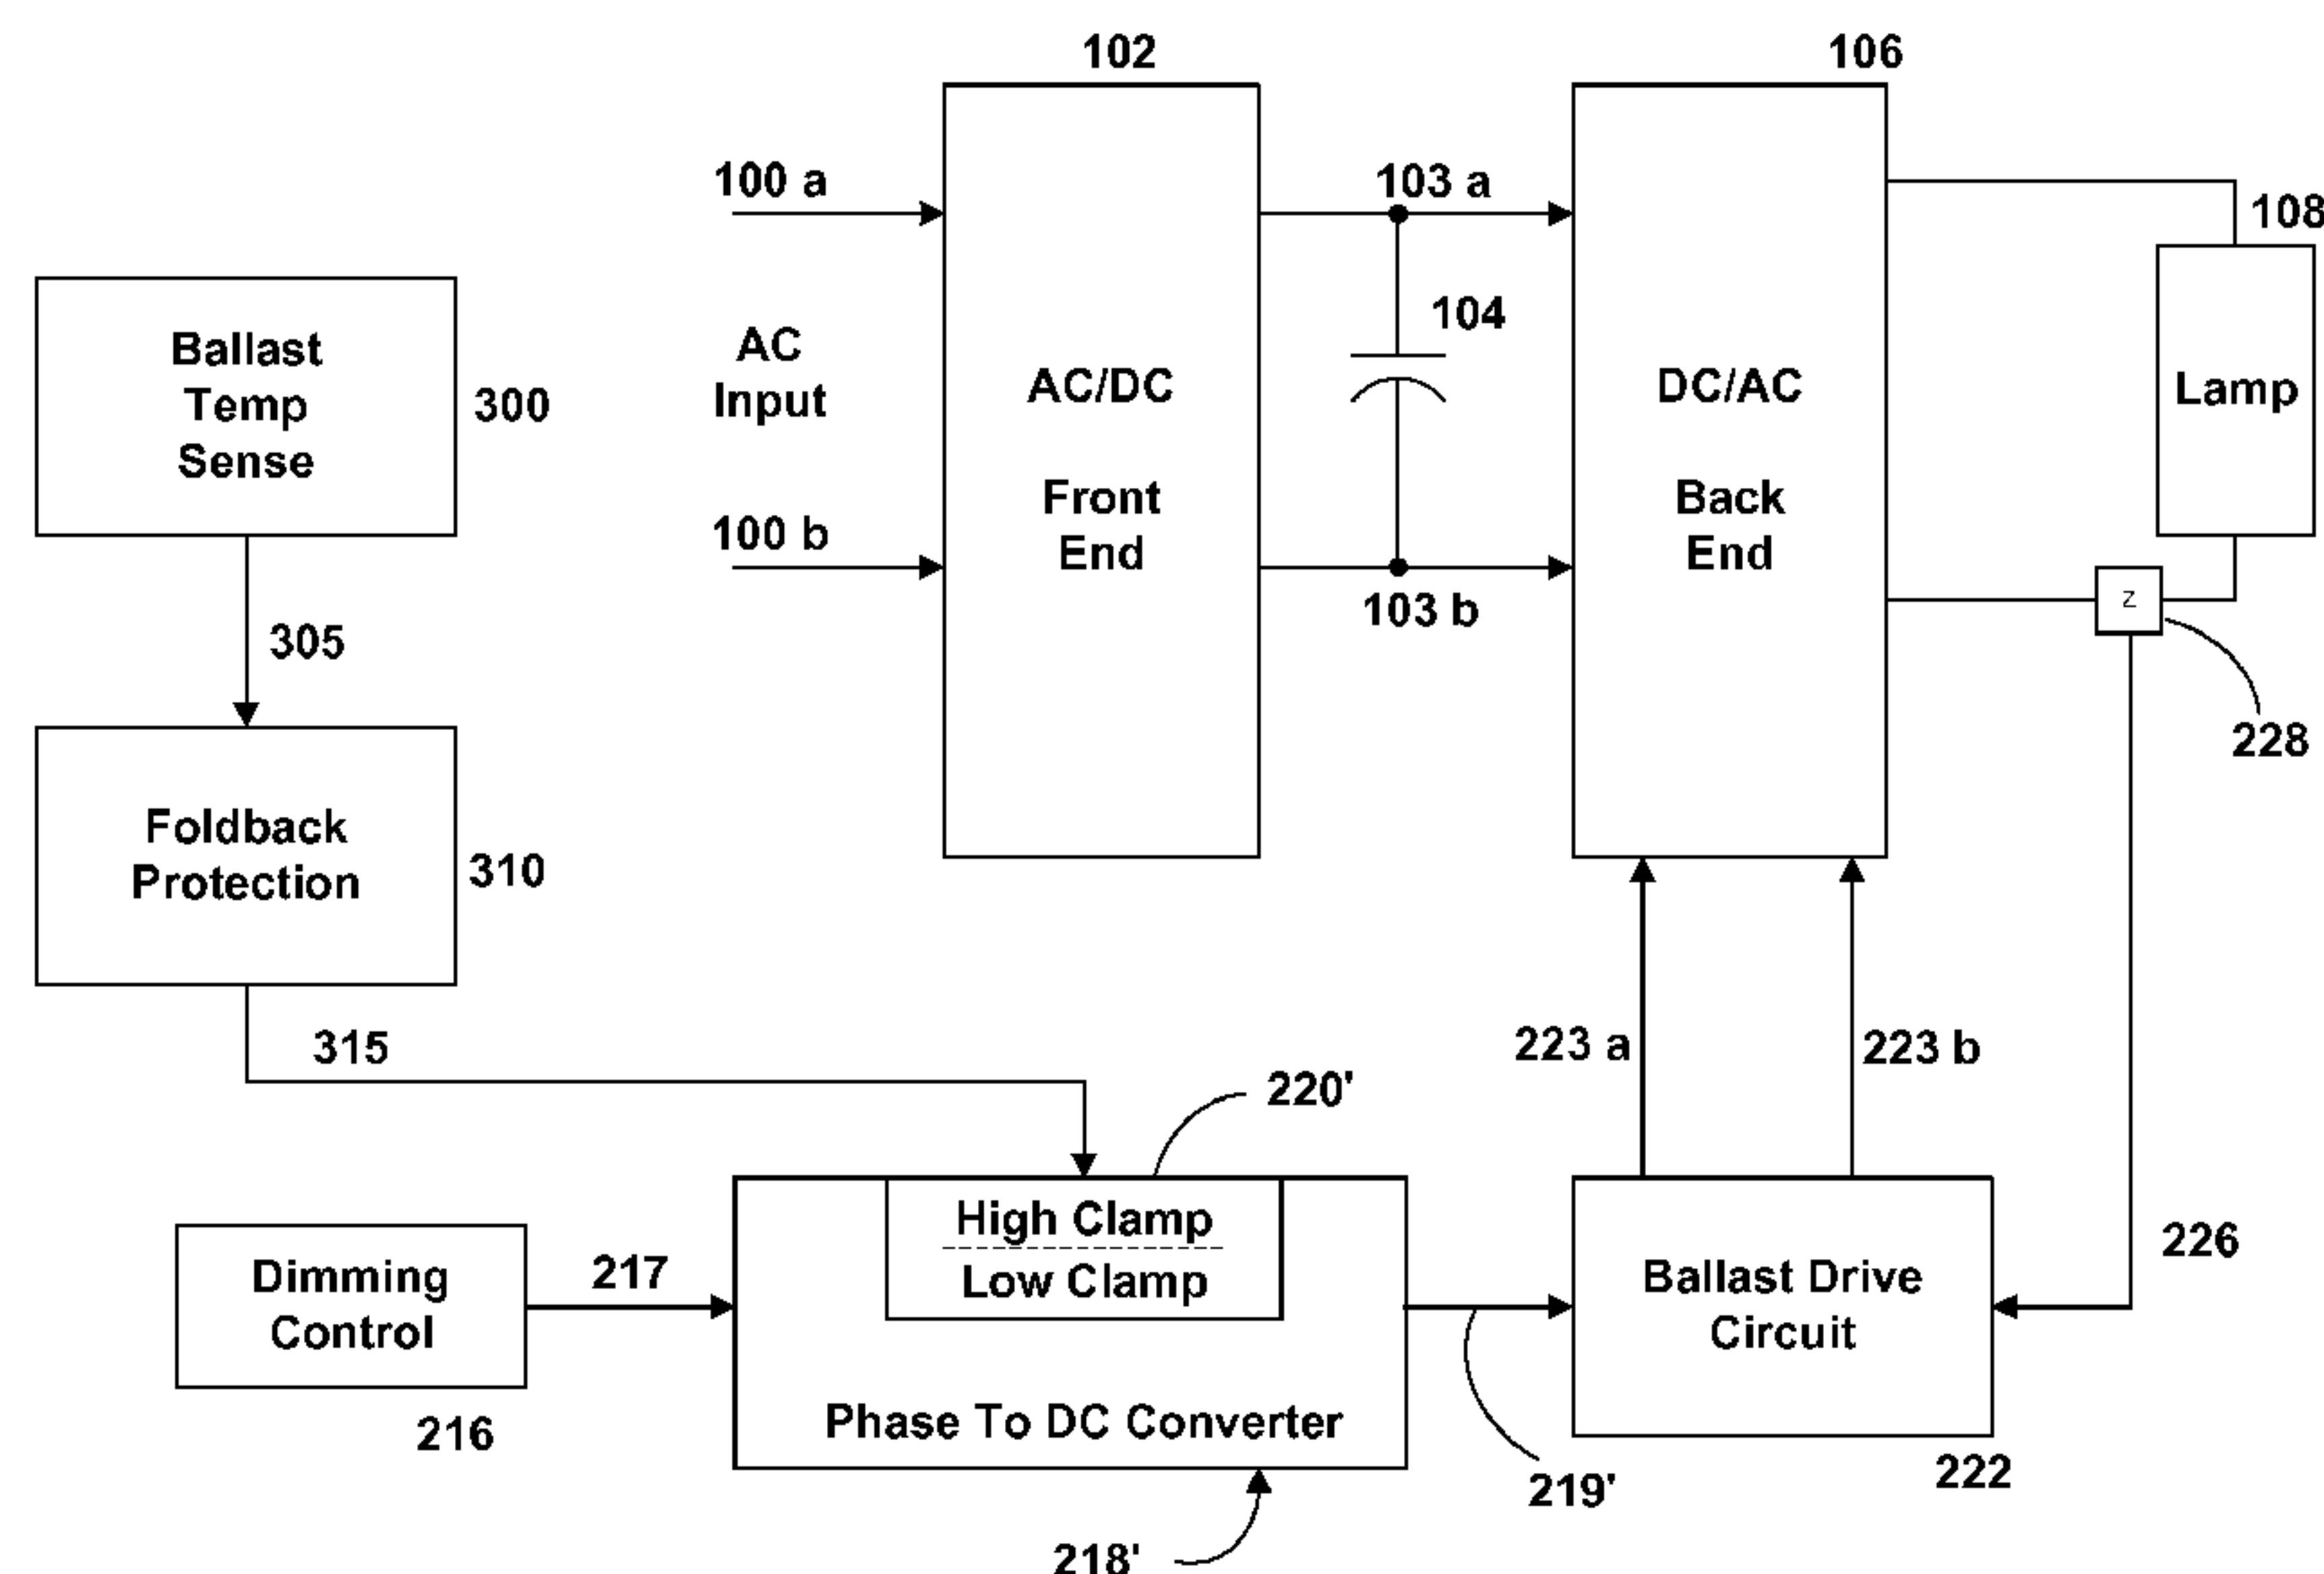 102
106
100 a
103 a
108
Ballast
Temp
Sense
300
AC
Input
104
AC/DC
Front
End
DC/AC
Back
End
Lamp
100 b
103 b
Z
305
228
Foldback
Protection
310
315
223 a
223 b
220'
High Clamp
Low Clamp
226
Dimming
Control
217
Ballast Drive
Circuit
Phase To DC Converter
216
219'
222
218'